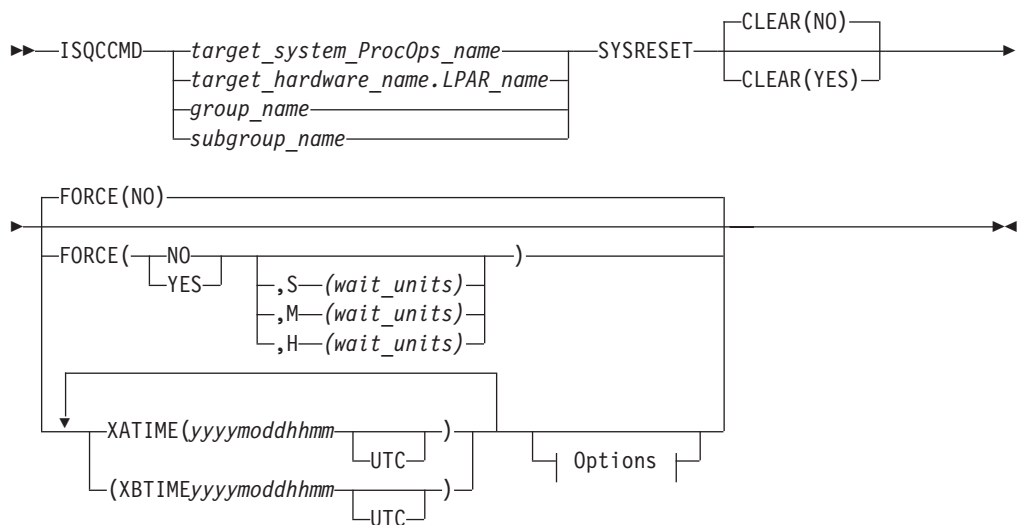 CLEAR(NO)
ISQCCMD target_system_ProcOps_name SYSRESET
target_hardware_name.LPAR_name CLEAR(YES)
group_name
subgroup_name
FORCE(NO)
FORCE( NO )
YES ,S (wait_units)
,M (wait_units)
,H (wait_units)
XATIME(yyyymoddhhmm )
UTC Options
(XBTIMEyyyymoddhhmm )
UTC